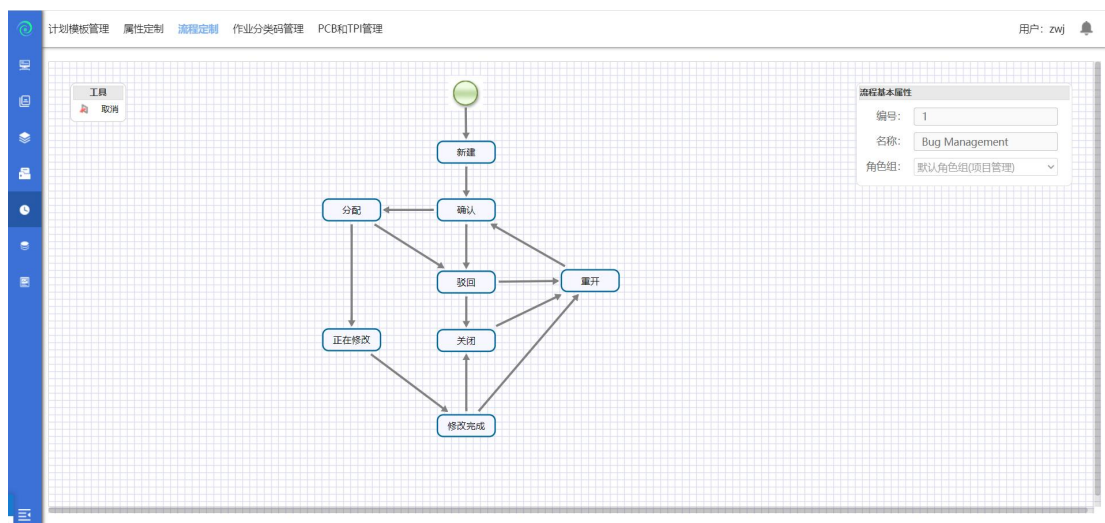 计划模板管理 属性定制 流程定制 作业分类码管理 PCB和TPI管理 用户：zwj
工具
取消
流程基本属性
编号： 1
名称： Bug Management
角色组： 默认角色组(项目管理)
新建
分配
确认
驳回
重开
正在修改
关闭
修改完成